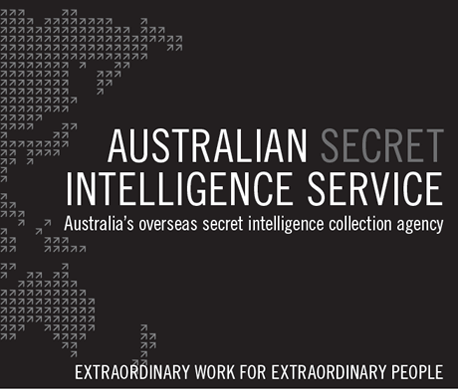 AUSTRALIAN SECRET
INTELLIGENCE SERVICE
Australia's overseas secret intelligence collection agency
EXTRAORDINARY WORK FOR EXTRAORDINARY PEOPLE